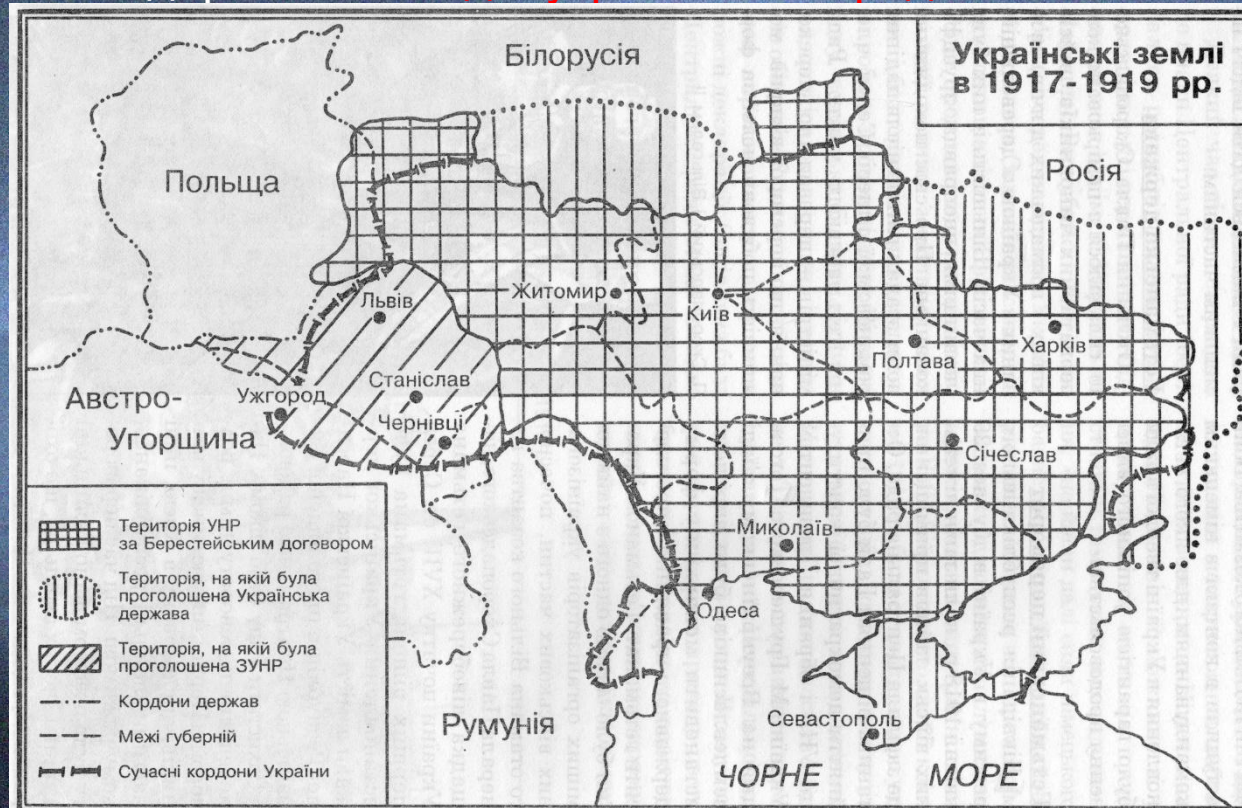 Українські землі
в 1917-1919 рр.
Білорусія
Польща
Росія
Львів
Житомир
Київ
Полтава
Харків
Ужгород
Станіслав
Чернівці
Австро-
Угорщина
Січеслав
Миколаїв
Одеса
Румунія
Севастополь
ЧОРНЕ МОРЕ
Територія УНР
за Берестейським договором
Територія, на якій була
проголошена Українська
держава
Територія, на якій була
проголошена ЗУНР
Кордони держав
Межі губерній
Сучасні кордони України